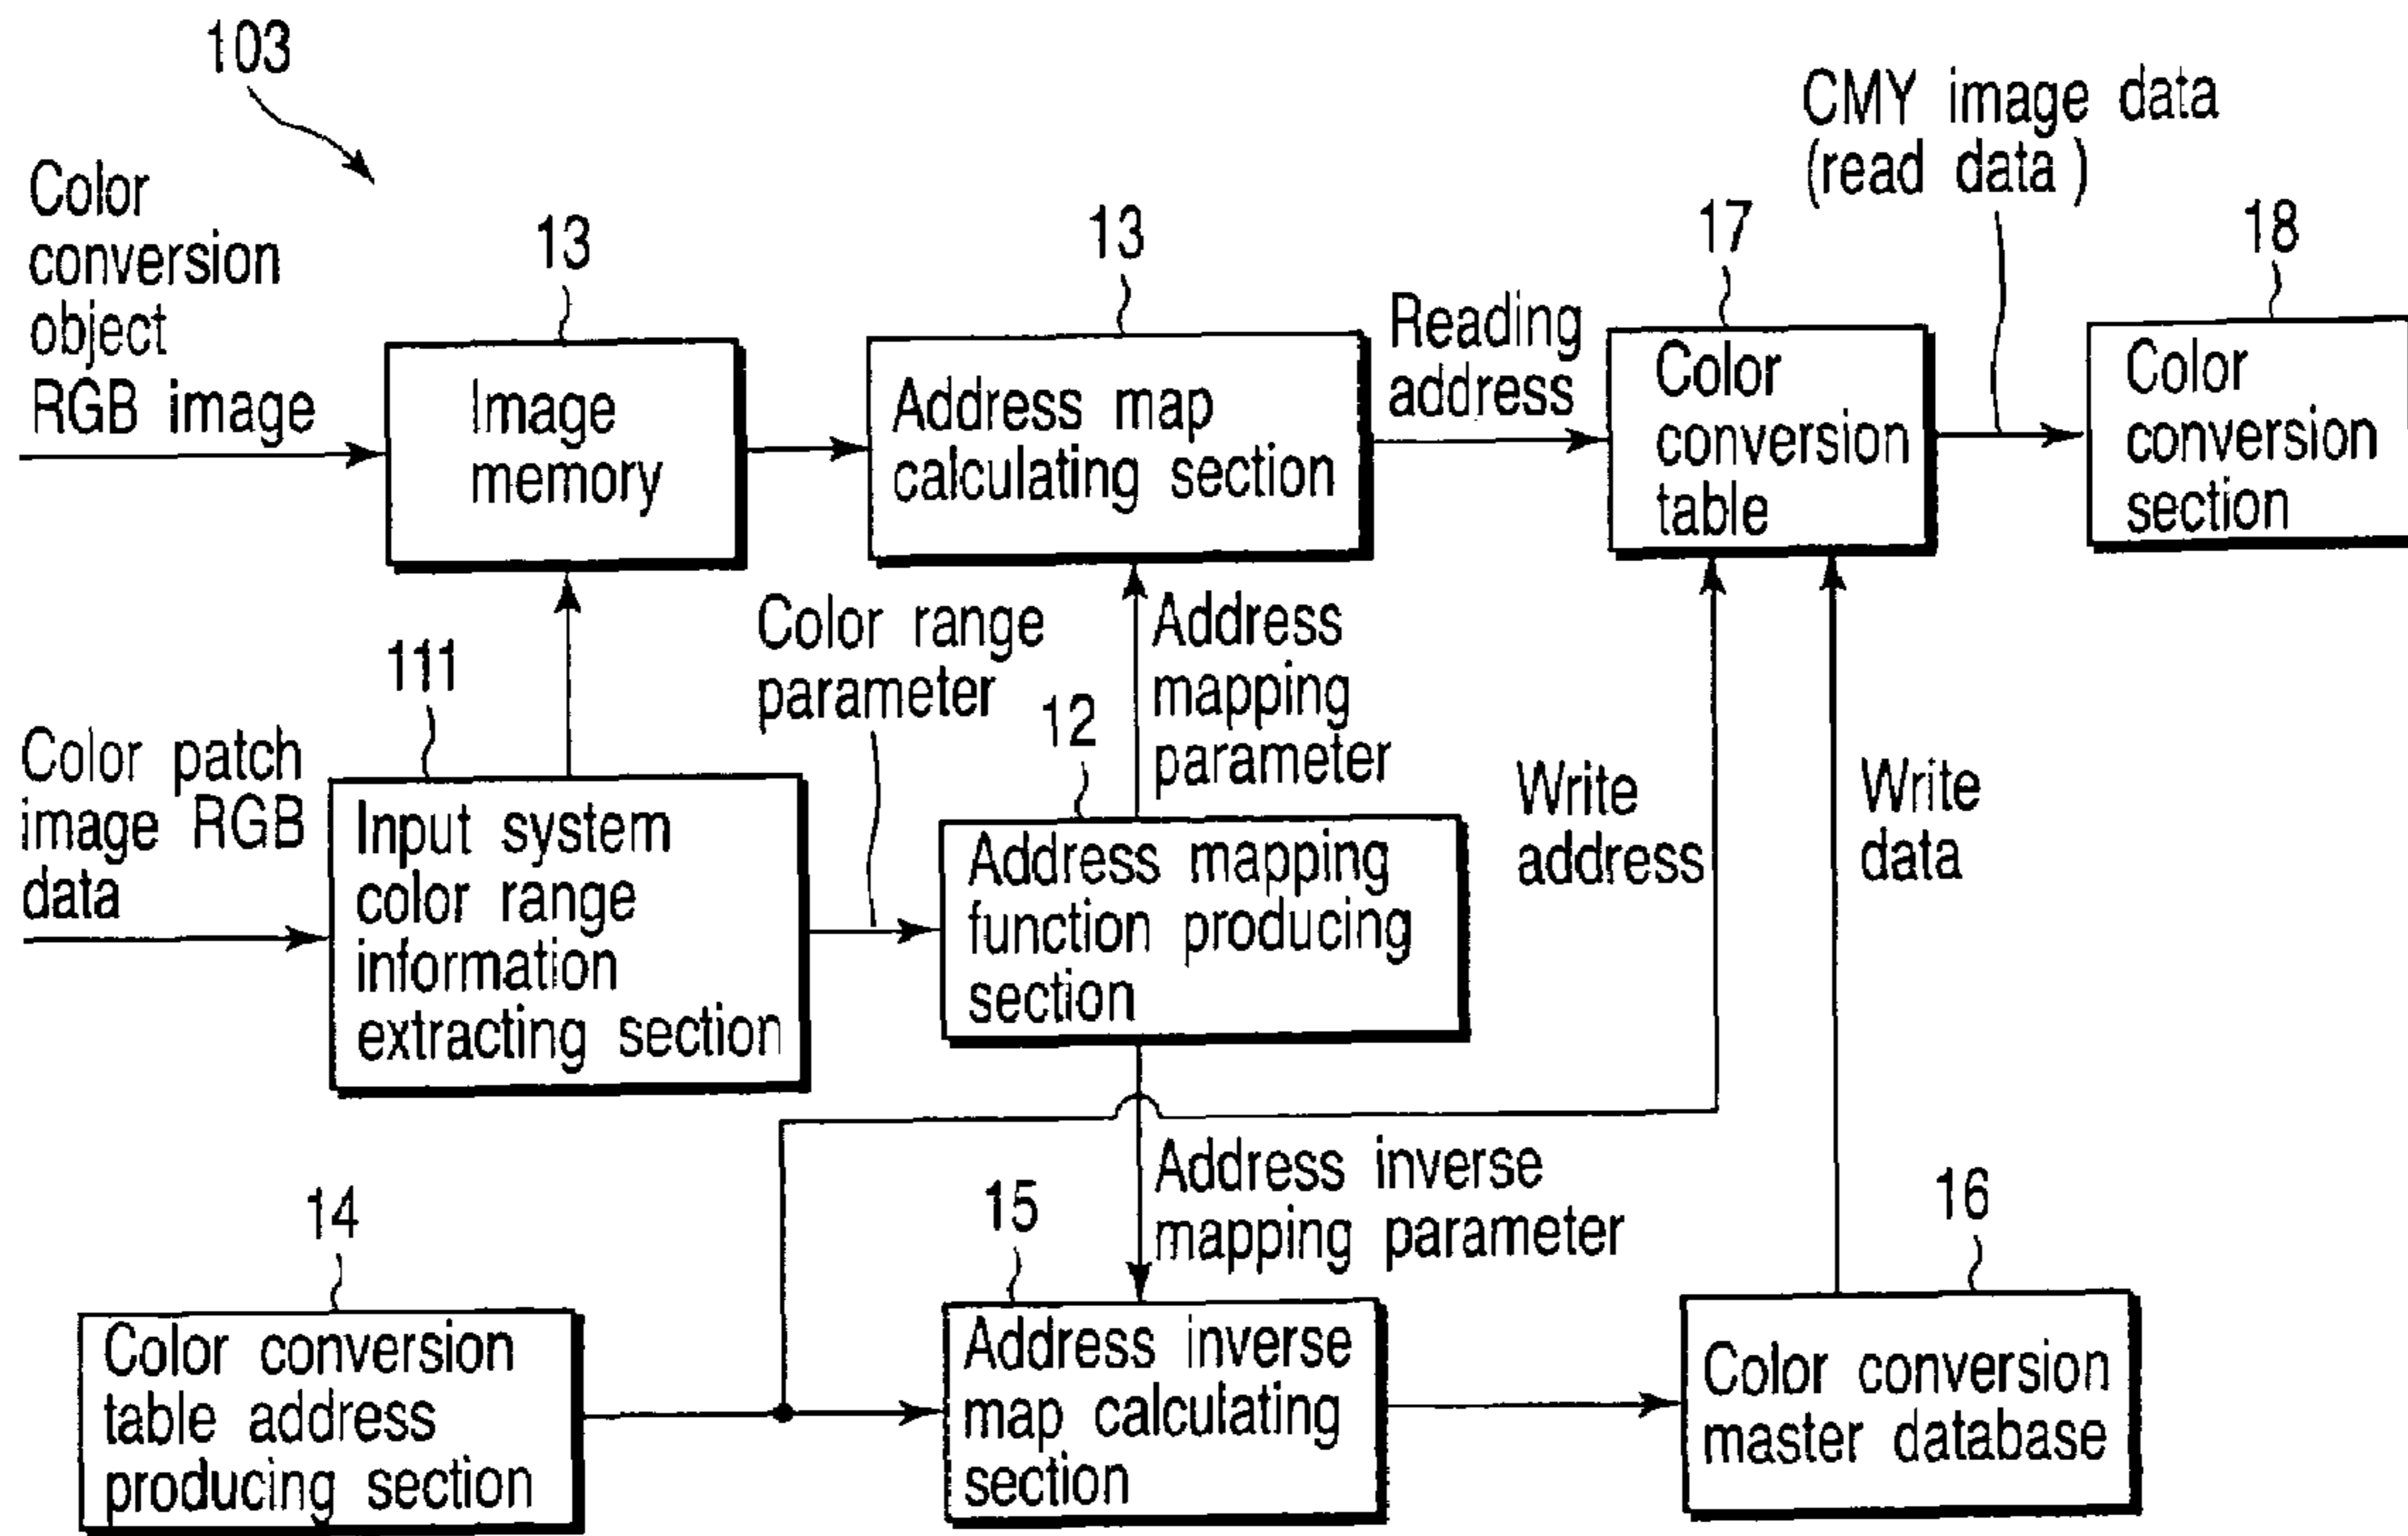 103
Color
conversion
object
RGB image
13
Image
memory
13
Address map
calculating section
Reading
address
17
Color
conversion
table
CMY image data
(read data)
18
Color
conversion
section
Color patch
image RGB
data
111
Input system
color range
information
extracting section
Color range
parameter
12
Address mapping
function producing
section
Address
mapping
parameter
Write
address
Write
data
14
Color conversion
table address
producing section
15
Address inverse
map calculating
section
Address inverse
mapping parameter
16
Color conversion
master database